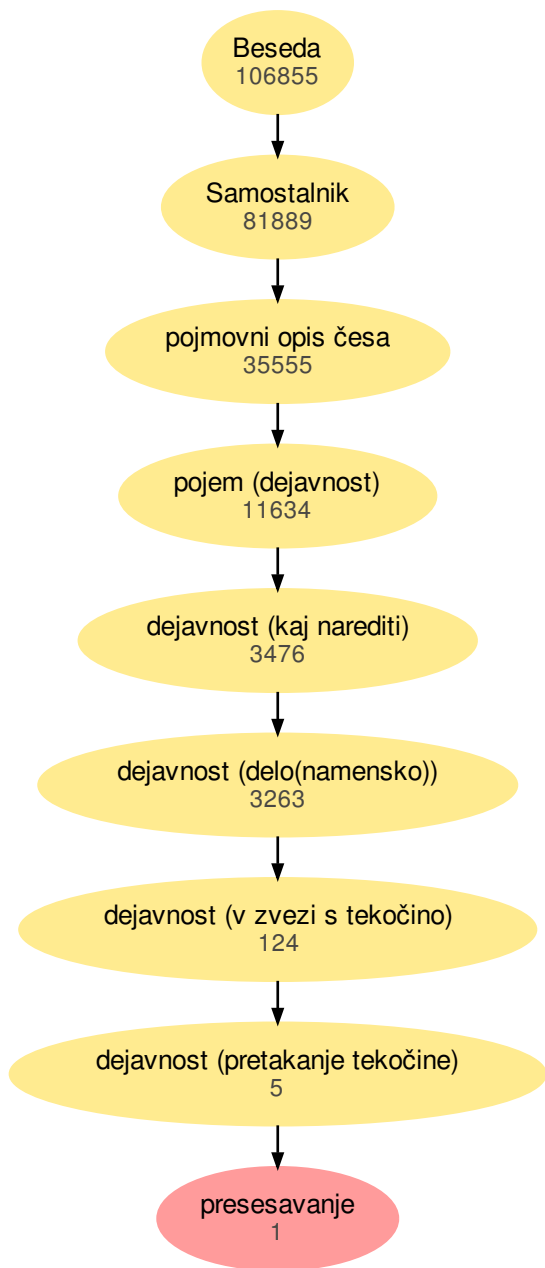 Beseda
106855
Samostalnik
81889
pojmovni opis česa
35555
pojem (dejavnost)
11634
dejavnost (kaj narediti)
3476
dejavnost (delo(namensko))
3263
dejavnost (v zvezi s tekočino)
124
dejavnost (pretakanje tekočine)
5
presesavanje
1